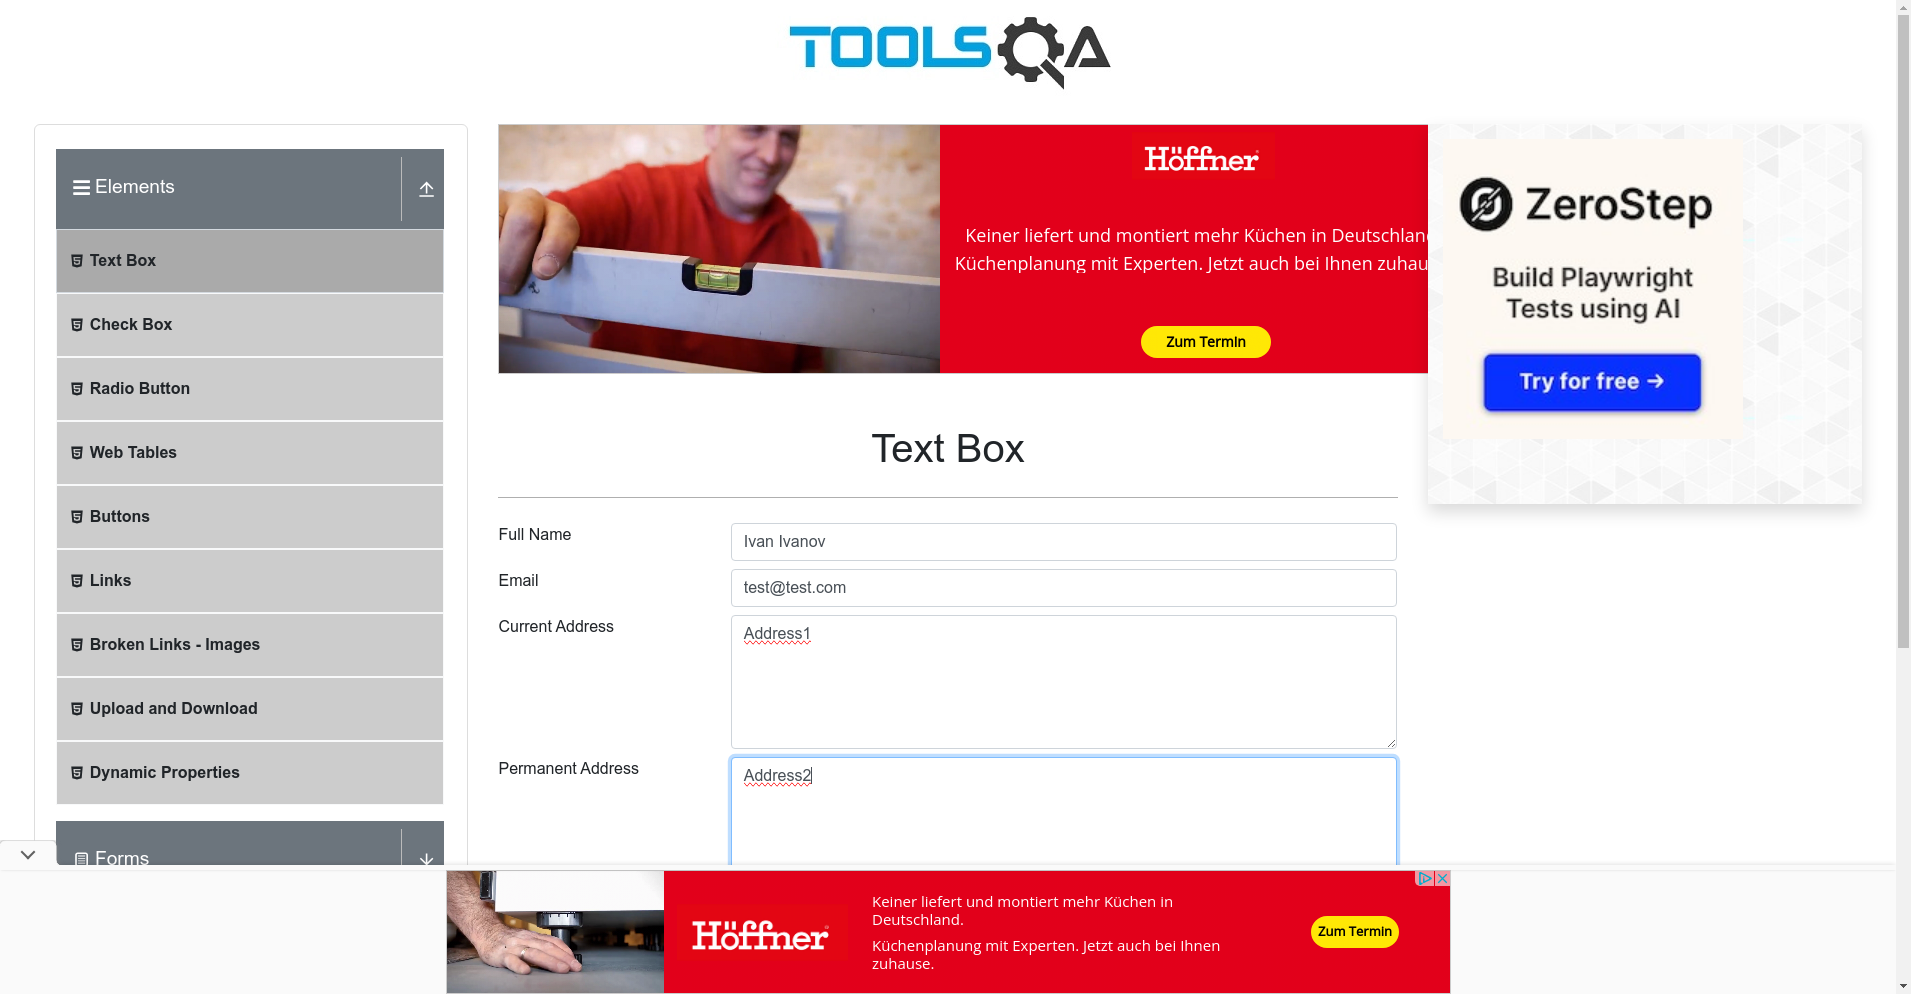 TOOLSQA
Elements
Text Box
Check Box
Radio Button
Web Tables
Buttons
Links
Broken Links - Images
Upload and Download
Dynamic Properties
Forms
Höffner
Keiner liefert und montiert mehr Küchen in Deutschlan
Küchenplanung mit Experten. Jetzt auch bei Ihnen zuhau
Zum Termin
ZeroStep
Build Playwright
Tests using AI
Try for free →
Text Box
Full Name
Ivan Ivanov
Email
test@test.com
Current Address
Address1
Permanent Address
Address2
Höffner
Keiner liefert und montiert mehr Küchen in
Deutschland.
Küchenplanung mit Experten. Jetzt auch bei Ihnen
zuhause.
Zum Termin